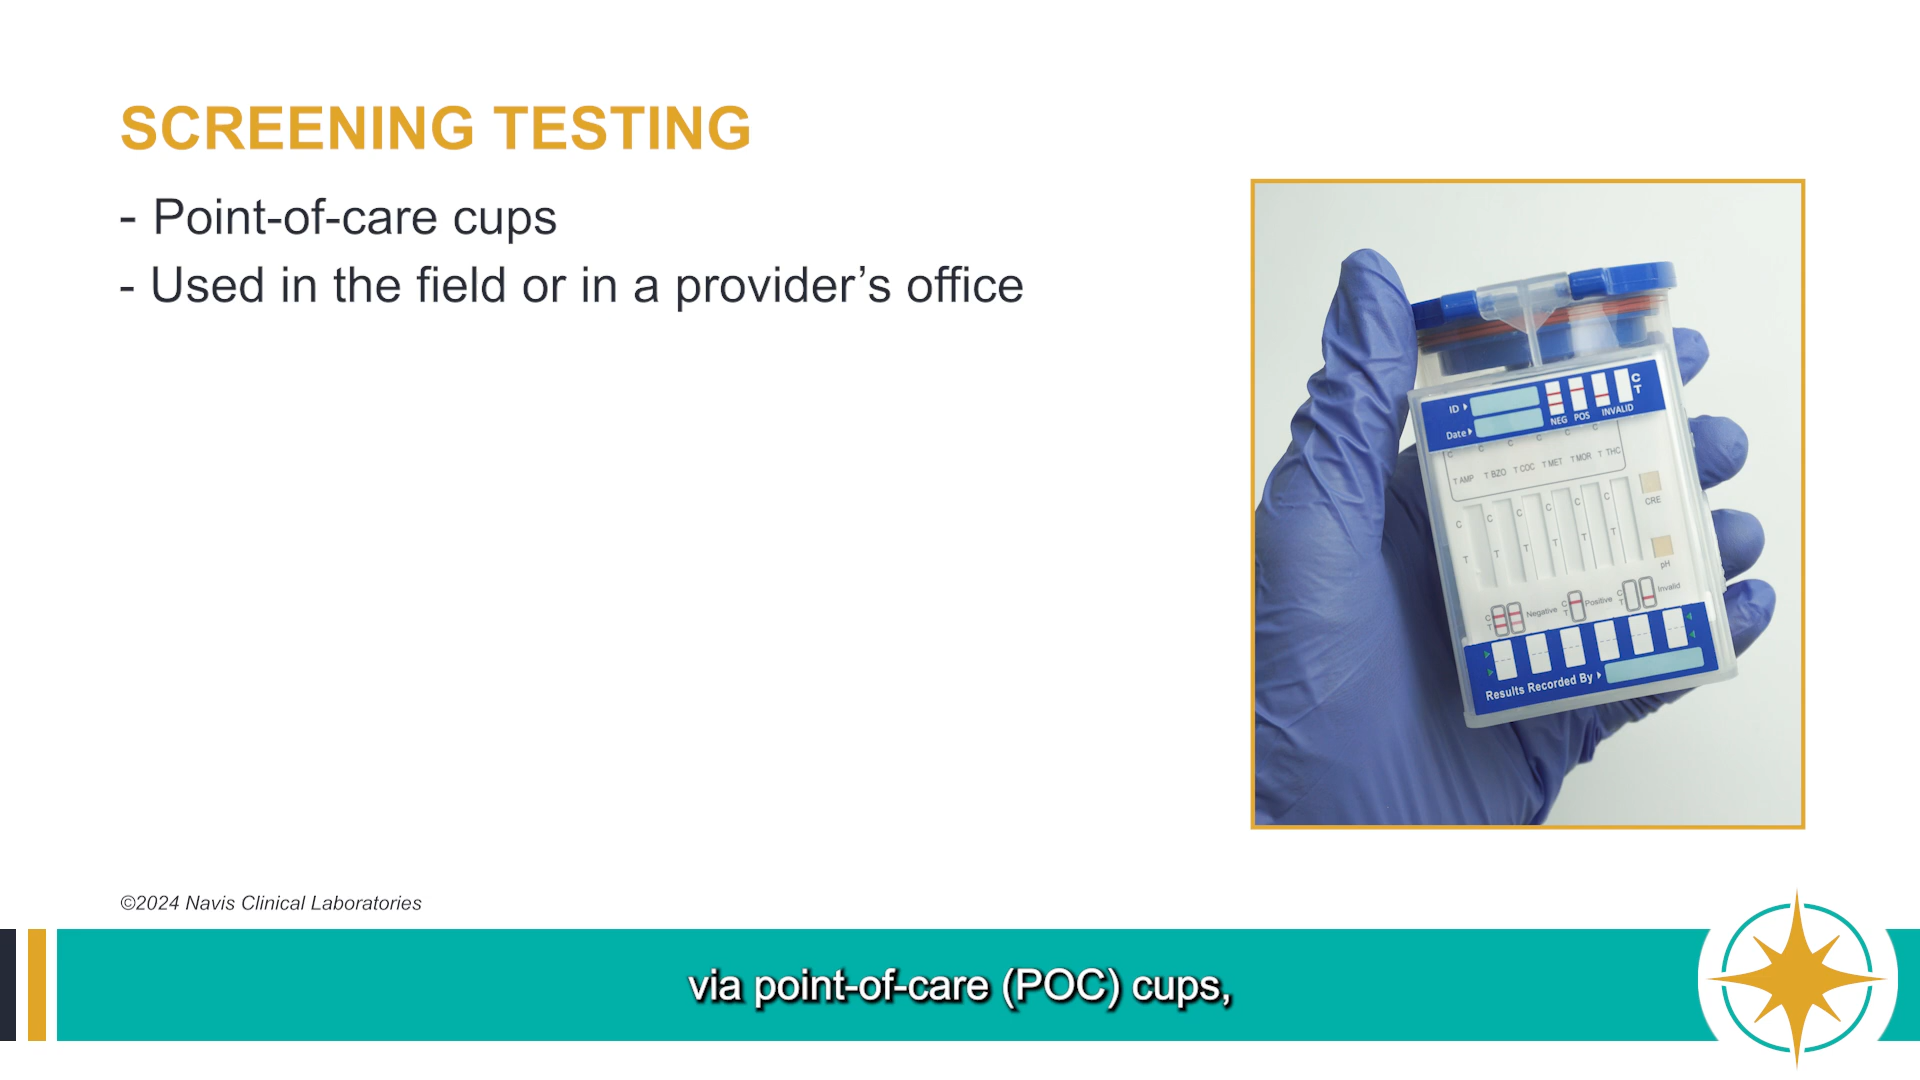 SCREENING TESTING
- Point-of-care cups
- Used in the field or in a provider’s office
ID
Date
NEG POS INVALID
C
T
C C C C C C
T AMP T BZO T COC T MET T MOR T THC
CRE
C C C C C C
T T T T T T
pH
C
T
Negative
C
T
Positive
C
T
Invalid
Results Recorded By
©2024 Navis Clinical Laboratories
via point-of-care (POC) cups,